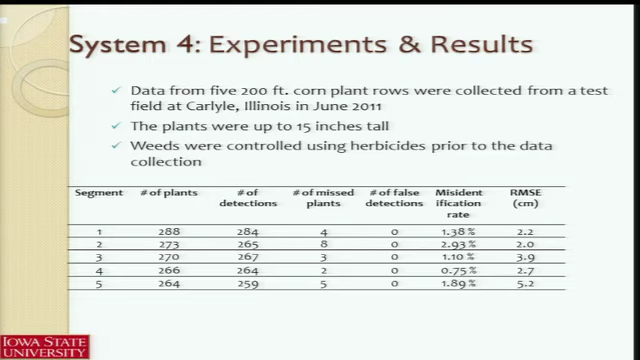 System 4: Experiments & Results
✓ Data from five 200 ft. corn plant rows were collected from a test
field at Carlyle, Illinois in June 2011
✓ The plants were up to 15 inches tall
✓ Weeds were controlled using herbicides prior to the data
collection
Segment # of plants # of detections # of missed plants # of false detections Misident ification rate RMSE (cm)
1 288 284 4 0 1.38% 2.2
2 273 265 8 0 2.93% 2.0
3 270 267 3 0 1.10% 3.9
4 266 264 2 0 0.75% 2.7
5 264 259 5 0 1.89% 5.2
IOWA STATE
UNIVERSITY